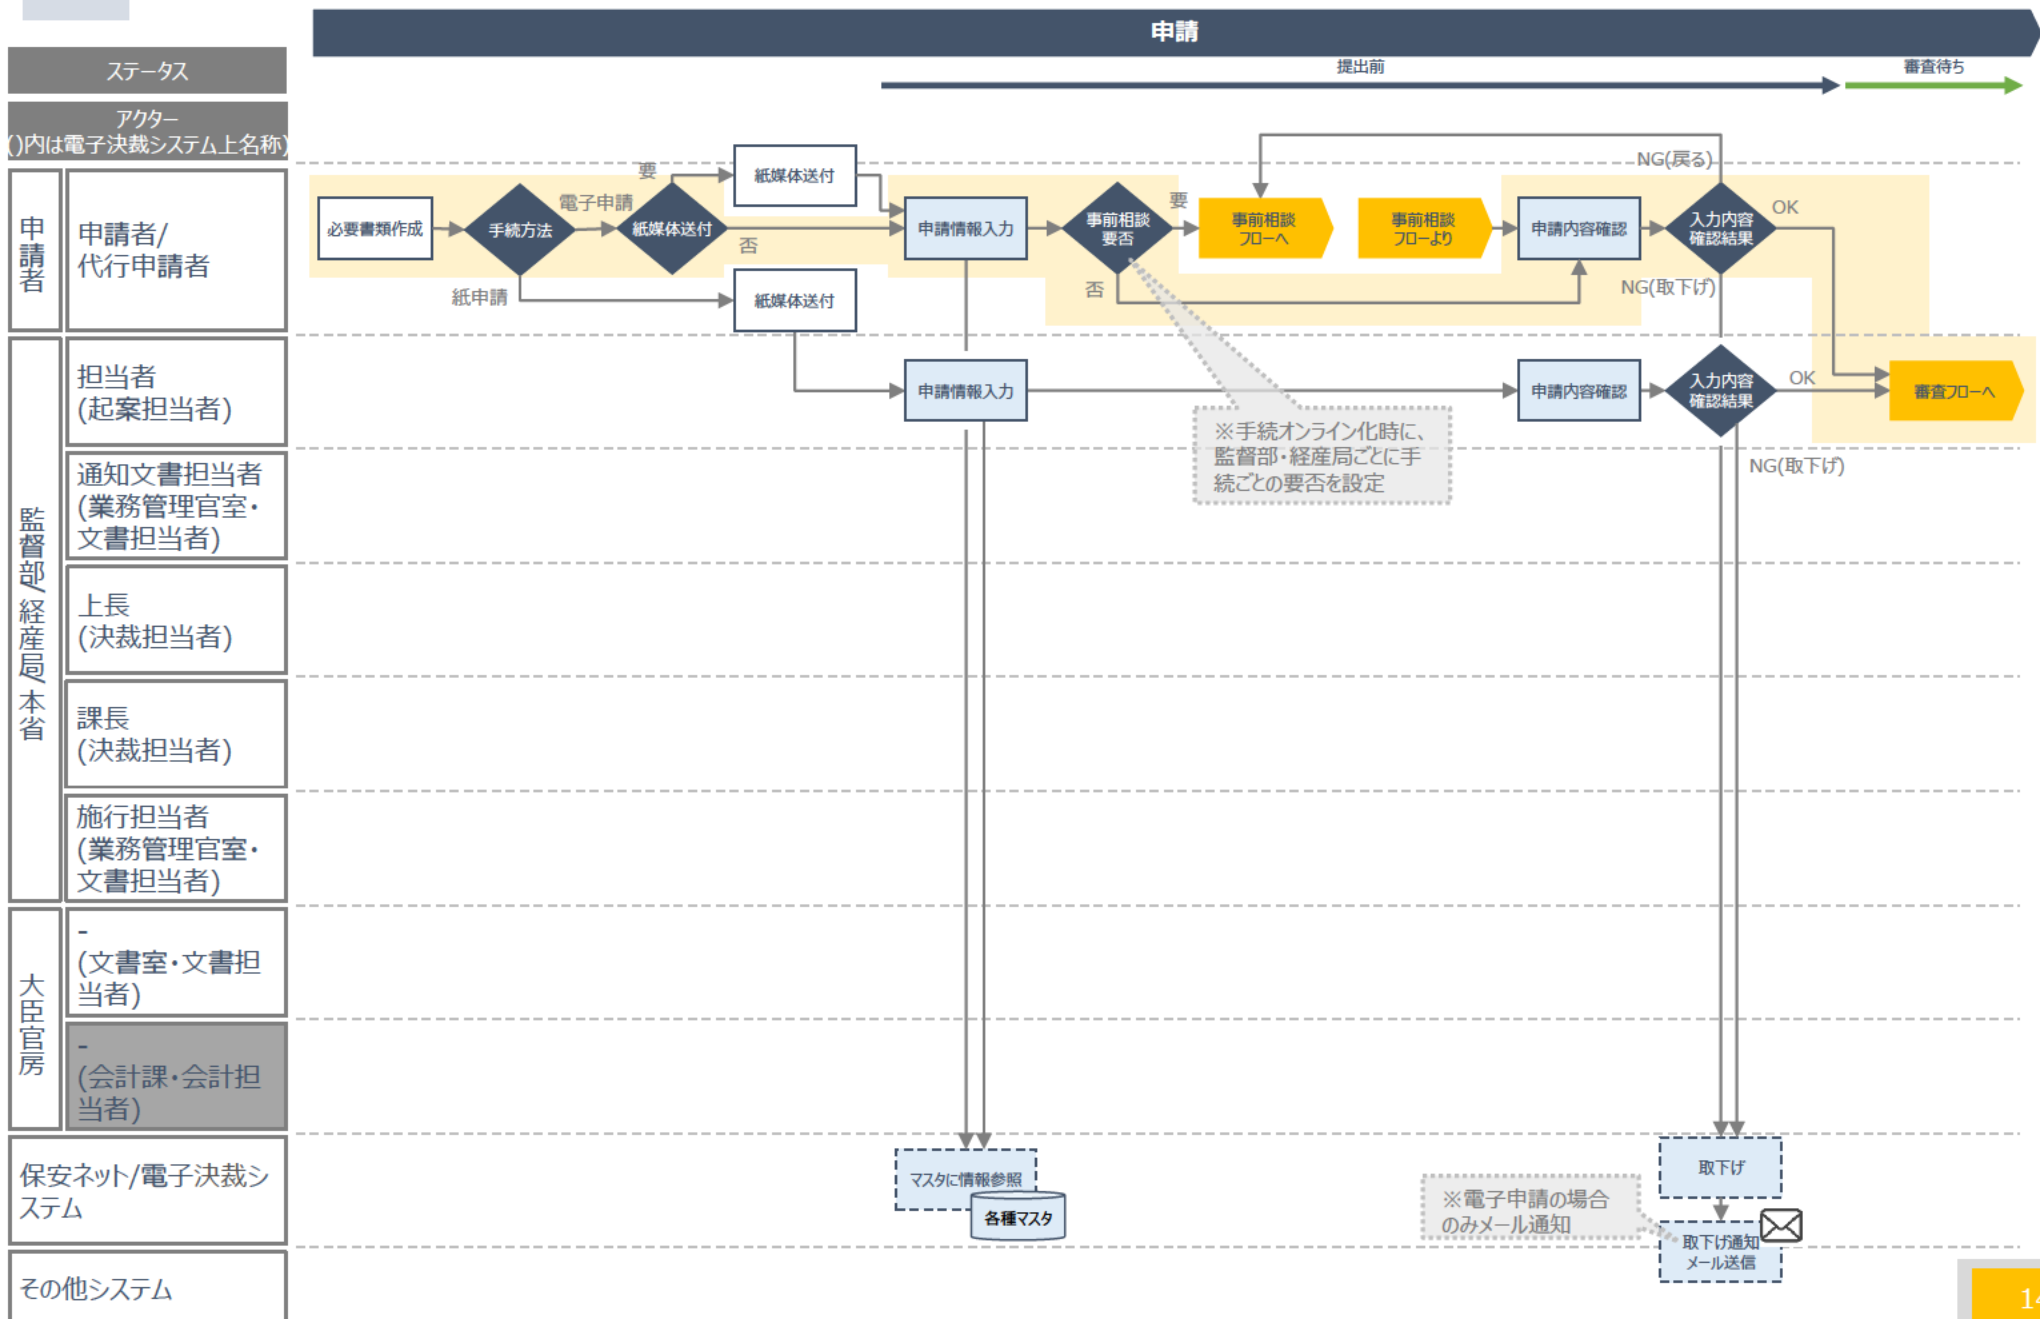 申請
ステータス
提出前
審査待ち
アクター
()内は電子決裁システム上名称)
申請者
申請者/
代行申請者
必要書類作成
手続方法
電子申請
紙申請
紙媒体送付
要
否
紙媒体送付
紙媒体送付
申請情報入力
事前相談
要否
要
否
事前相談
フローへ
事前相談
フローより
申請内容確認
入力内容
確認結果
NG(戻る)
OK
NG(取下げ)
監督部/経産局/本省
担当者
(起案担当者)
申請情報入力
申請内容確認
入力内容
確認結果
OK
NG(取下げ)
審査フローへ
※手続オンライン化時に、
監督部・経産局ごとに手
続ごとの要否を設定
通知文書担当者
(業務管理官室・
文書担当者)
上長
(決裁担当者)
課長
(決裁担当者)
施行担当者
(業務管理官室・
文書担当者)
大臣官房
-
(文書室・文書担
当者)
-
(会計課・会計担
当者)
保安ネット/電子決裁シ
ステム
マスタに情報参照
各種マスタ
取下げ
※電子申請の場合
のみメール通知
取下げ通知
メール送信
その他システム